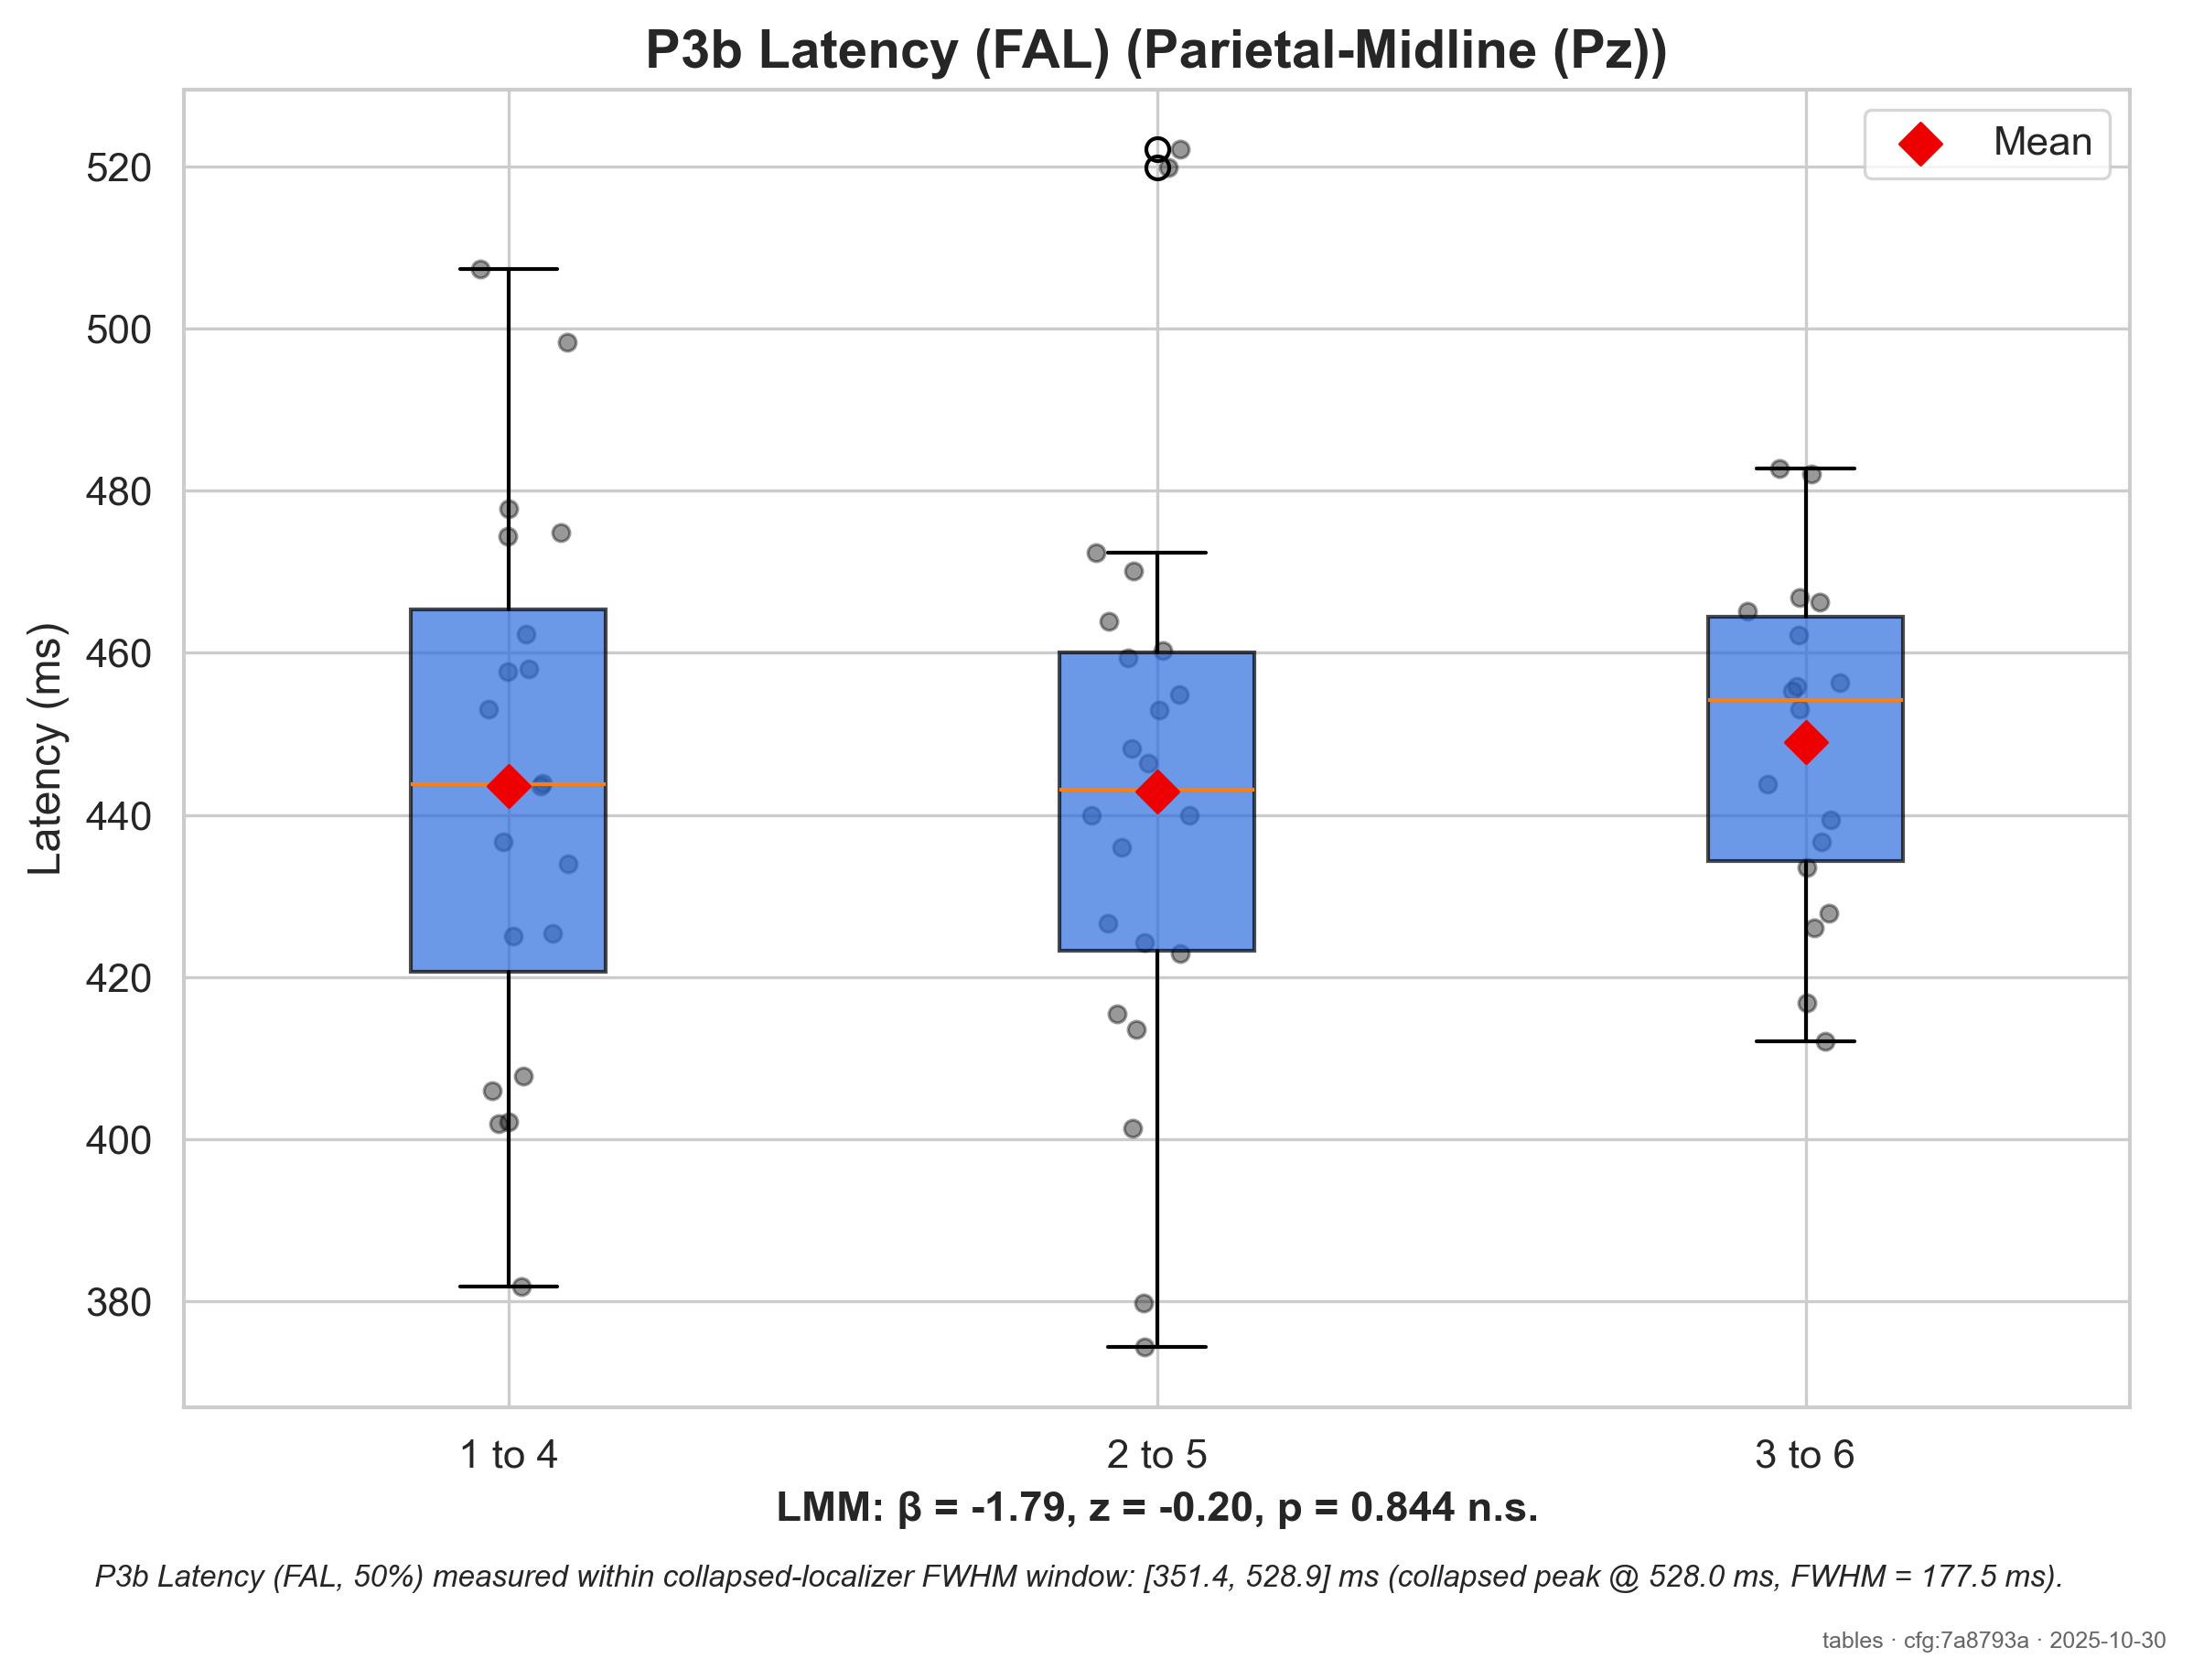 P3b Latency (FAL) (Parietal-Midline (Pz))
Mean
Latency (ms)
520
500
480
460
440
420
400
380
1 to 4
2 to 5
3 to 6
LMM: β = -1.79, z = -0.20, p = 0.844 n.s.
P3b Latency (FAL, 50%) measured within collapsed-localizer FWHM window: [351.4, 528.9] ms (collapsed peak @ 528.0 ms, FWHM = 177.5 ms).
tables · cfg:7a8793a · 2025-10-30